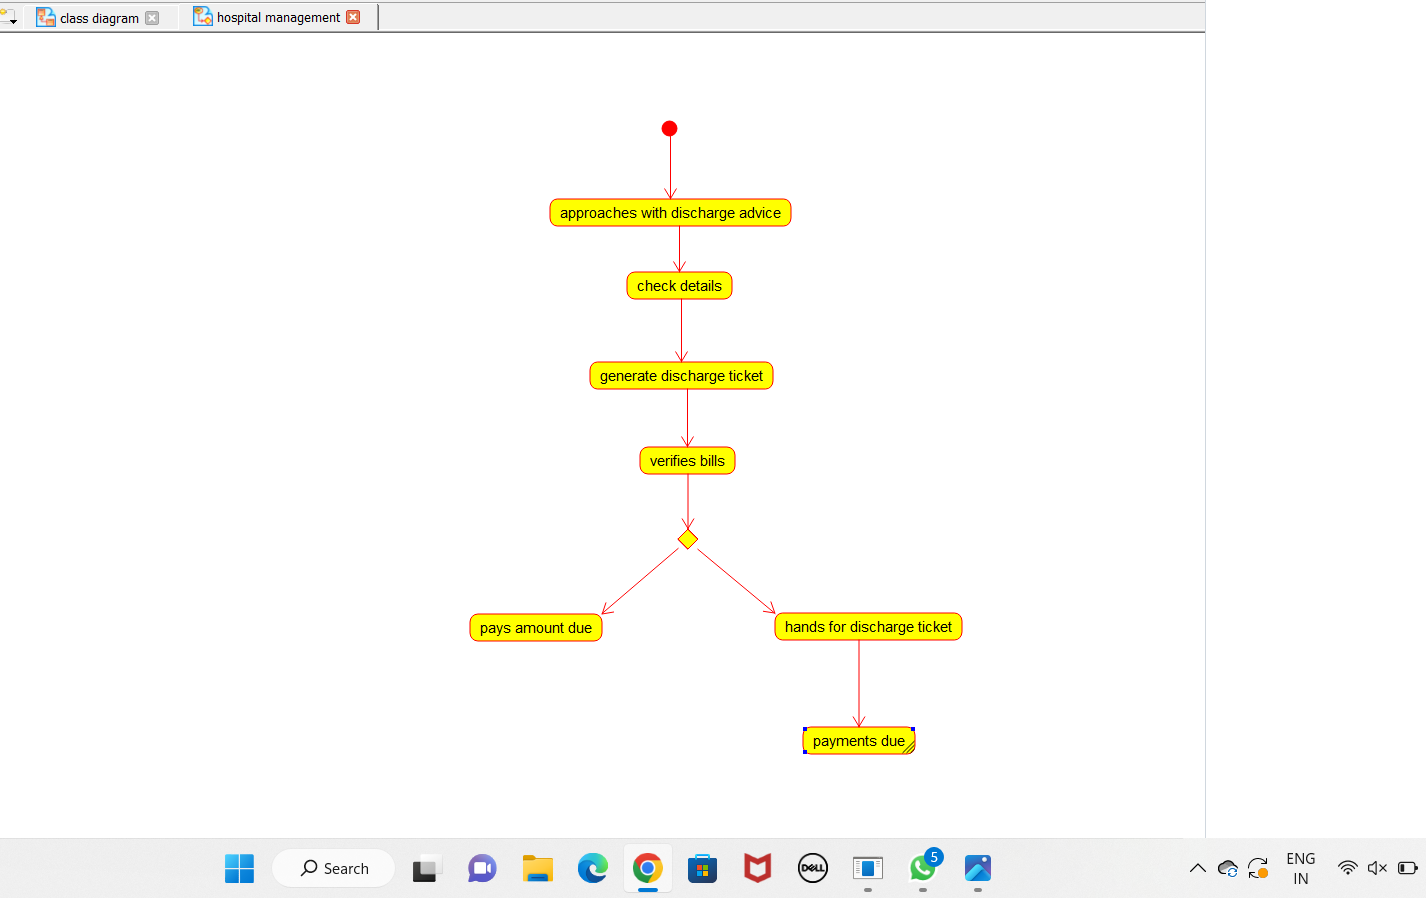 class diagram
hospital management
approaches with discharge advice
check details
generate discharge ticket
verifies bills
pays amount due
hands for discharge ticket
payments due
Search
DELL
5
ENG
IN